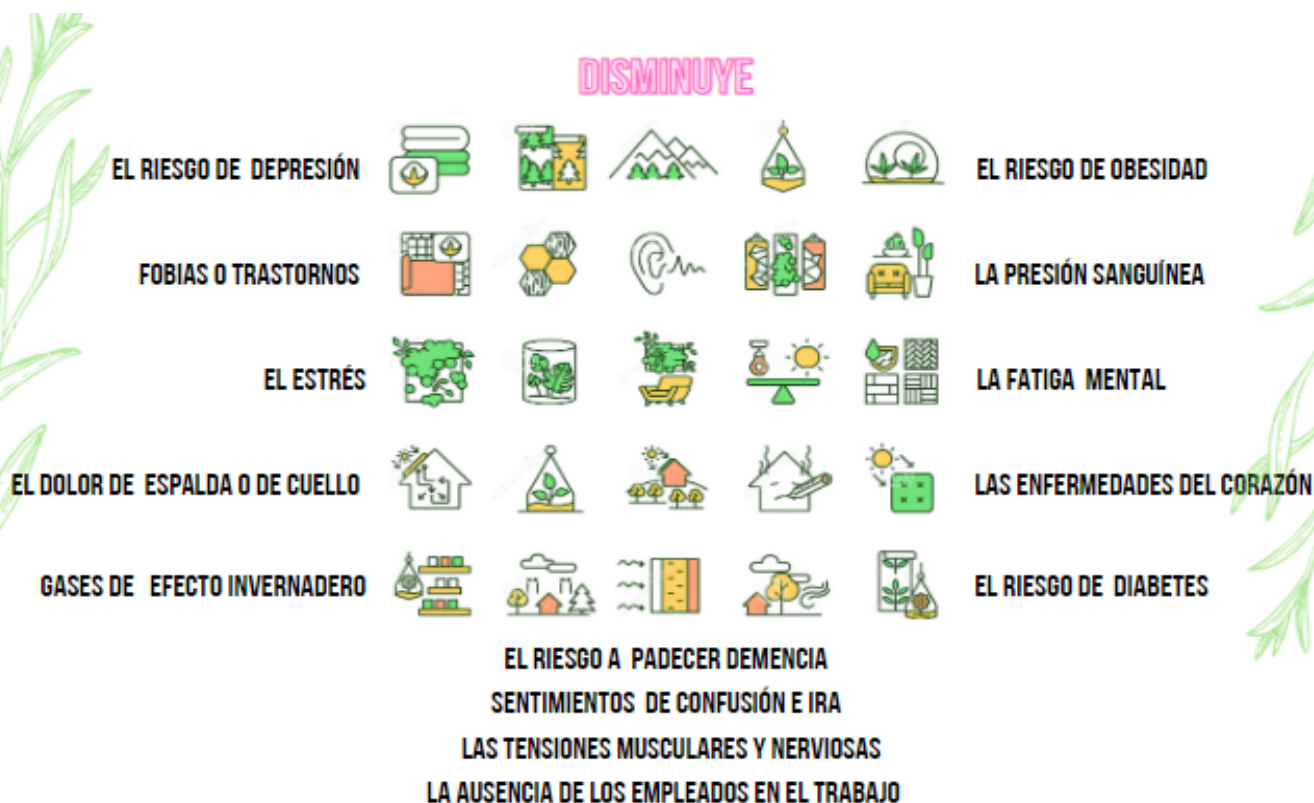 DISMINUYE
EL RIESGO DE DEPRESIÓN
EL RIESGO DE OBESIDAD
FOBIAS O TRASTORNOS
LA PRESIÓN SANGUÍNEA
EL ESTRÉS
LA FATIGA MENTAL
EL DOLOR DE ESPALDA O DE CUELLO
LAS ENFERMEDADES DEL CORAZÓN
GASES DE EFECTO INVERNADERO
EL RIESGO DE DIABETES
EL RIESGO A PADECER DEMENCIA
SENTIMIENTOS DE CONFUSIÓN E IRA
LAS TENSIONES MUSCULARES Y NERVIOSAS
LA AUSENCIA DE LOS EMPLEADOS EN EL TRABAJO